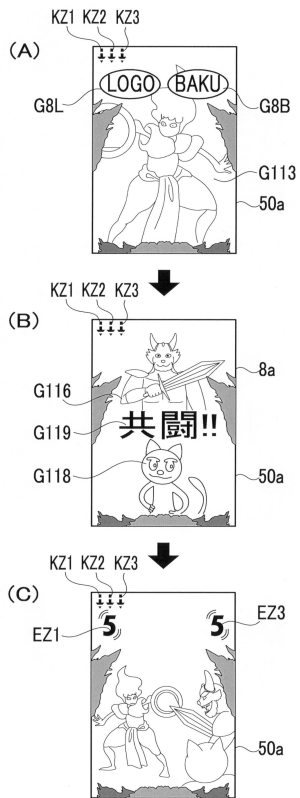 KZ1 KZ2 KZ3
(A)
LOGO BAKU
G8L G8B
G113
50a
KZ1 KZ2 KZ3
(B)
8a
G116
G119 共闘!!
G118
50a
KZ1 KZ2 KZ3
(C)
EZ1 5 5 EZ3
50a